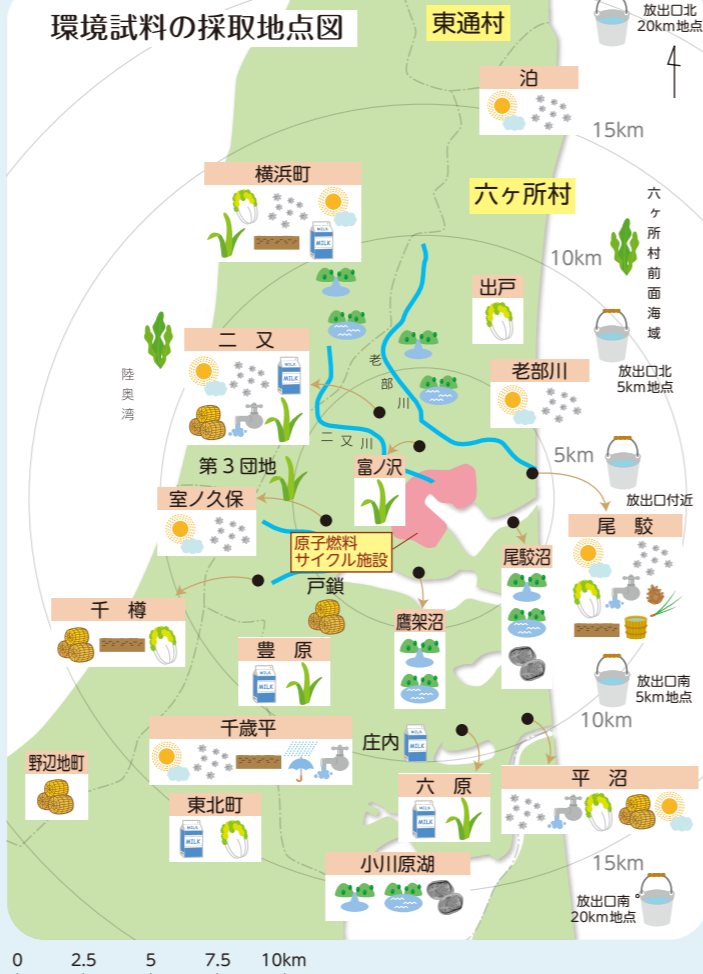 環境試料の採取地点図
東通村
放出口北
20km地点
泊
15km
横浜町
MILK
六ヶ所村
六ヶ所村前面海域
10km
出戸
二又
MILK
老部川
放出口北
5km地点
陸奥湾
老部川
二又川
5km
第3団地
富ノ沢
放出口付近
室ノ久保
尾駮
原子燃料
サイクル施設
尾駮沼
戸鎖
千樽
鷹架沼
豊原
MILK
放出口南
5km地点
10km
千歳平
庄内
MILK
野辺地町
六原
MILK
平沼
東北町
MILK
小川原湖
15km
放出口南
20km地点
0 2.5 5 7.5 10km